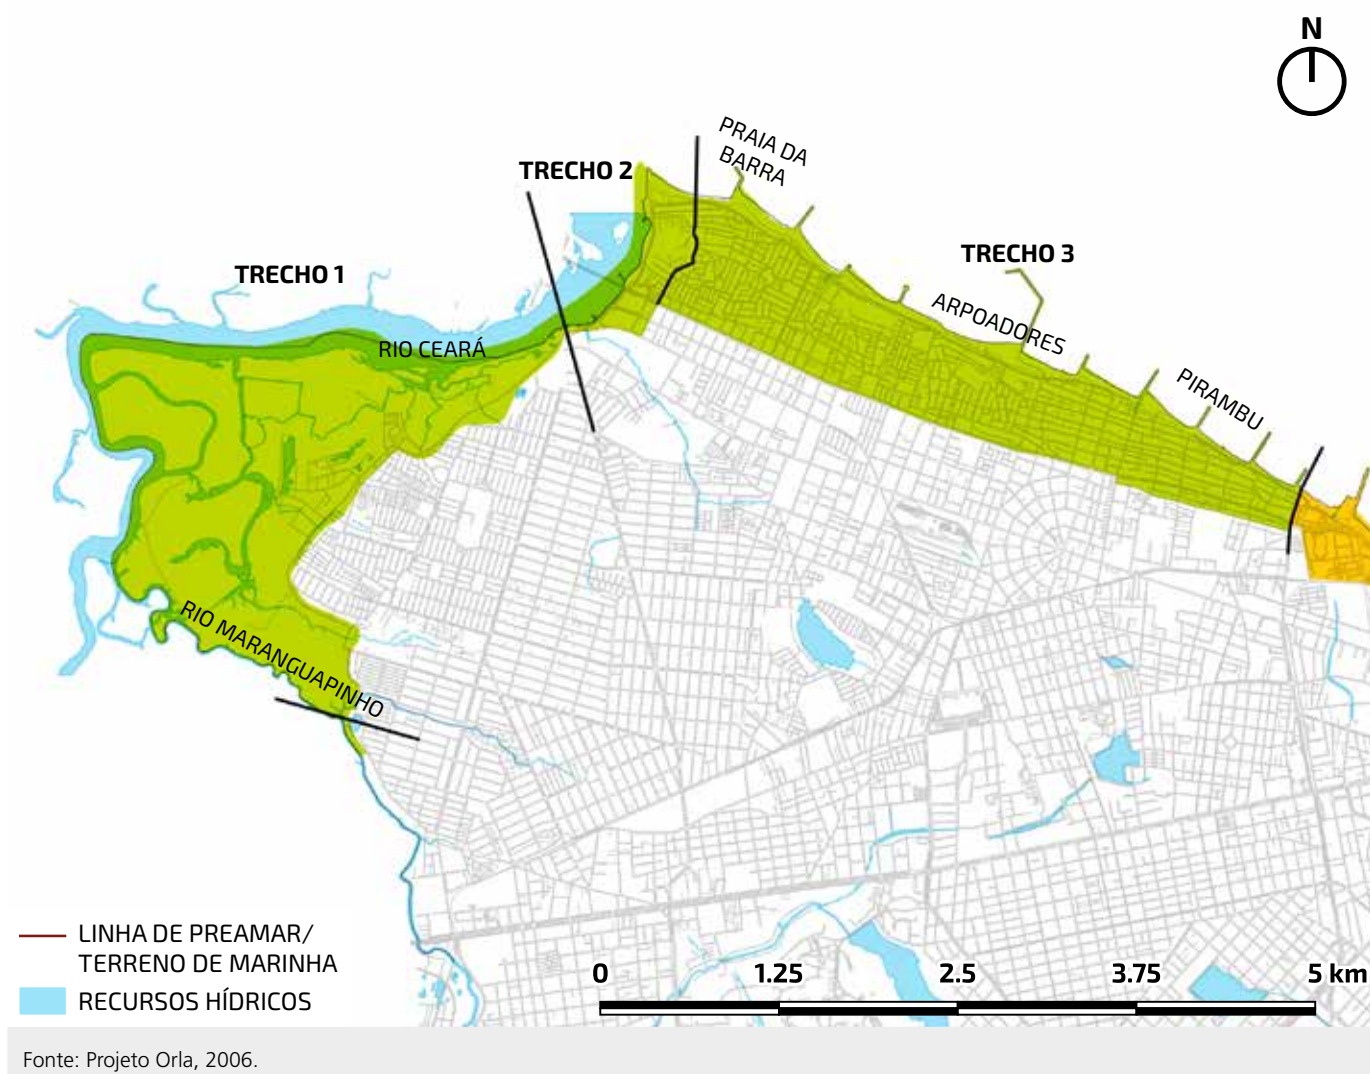 N
PRAIA DA
BARRA
TRECHO 2
TRECHO 3
TRECHO 1
ARPOADORES
RIO CEARÁ
PIRAMBU
RIO MARANGUAPINHO
LINHA DE PREAMAR/
TERRENO DE MARINHA
RECURSOS HÍDRICOS
0 1.25 2.5 3.75 5 km
Fonte: Projeto Orla, 2006.